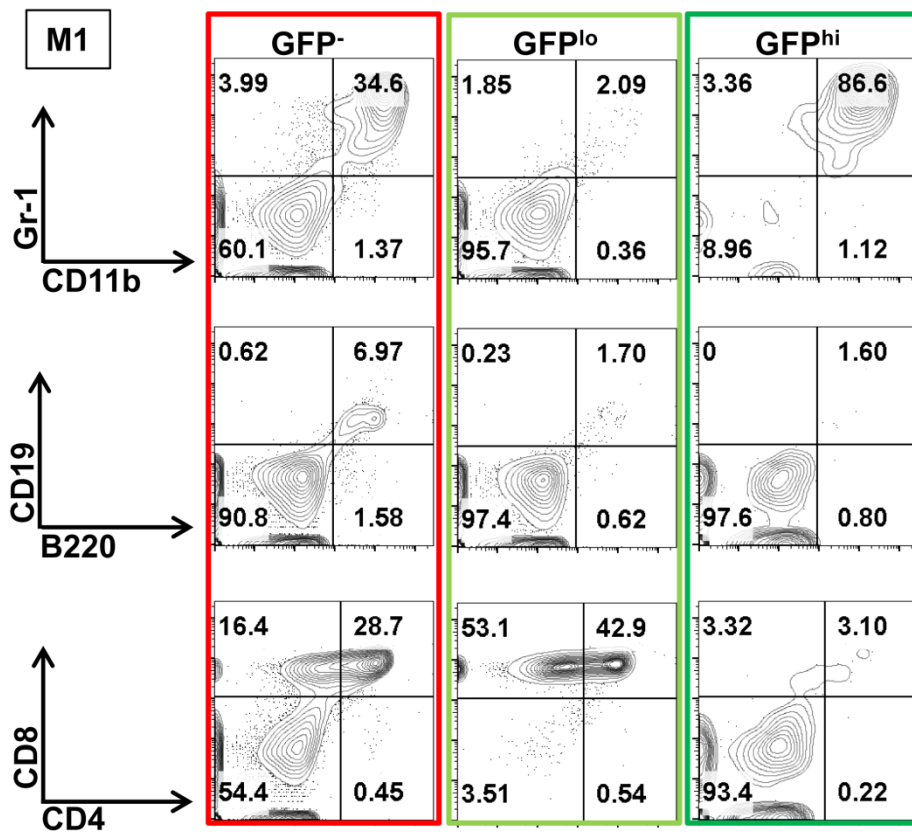 M1
GFP⁻ GFPˡᵒ GFPʰⁱ
3.99 34.6 1.85 2.09 3.36 86.6
Gr-1
60.1 1.37 95.7 0.36 8.96 1.12
CD11b
0.62 6.97 0.23 1.70 0 1.60
CD19
90.8 1.58 97.4 0.62 97.6 0.80
B220
16.4 28.7 53.1 42.9 3.32 3.10
CD8
54.4 0.45 3.51 0.54 93.4 0.22
CD4